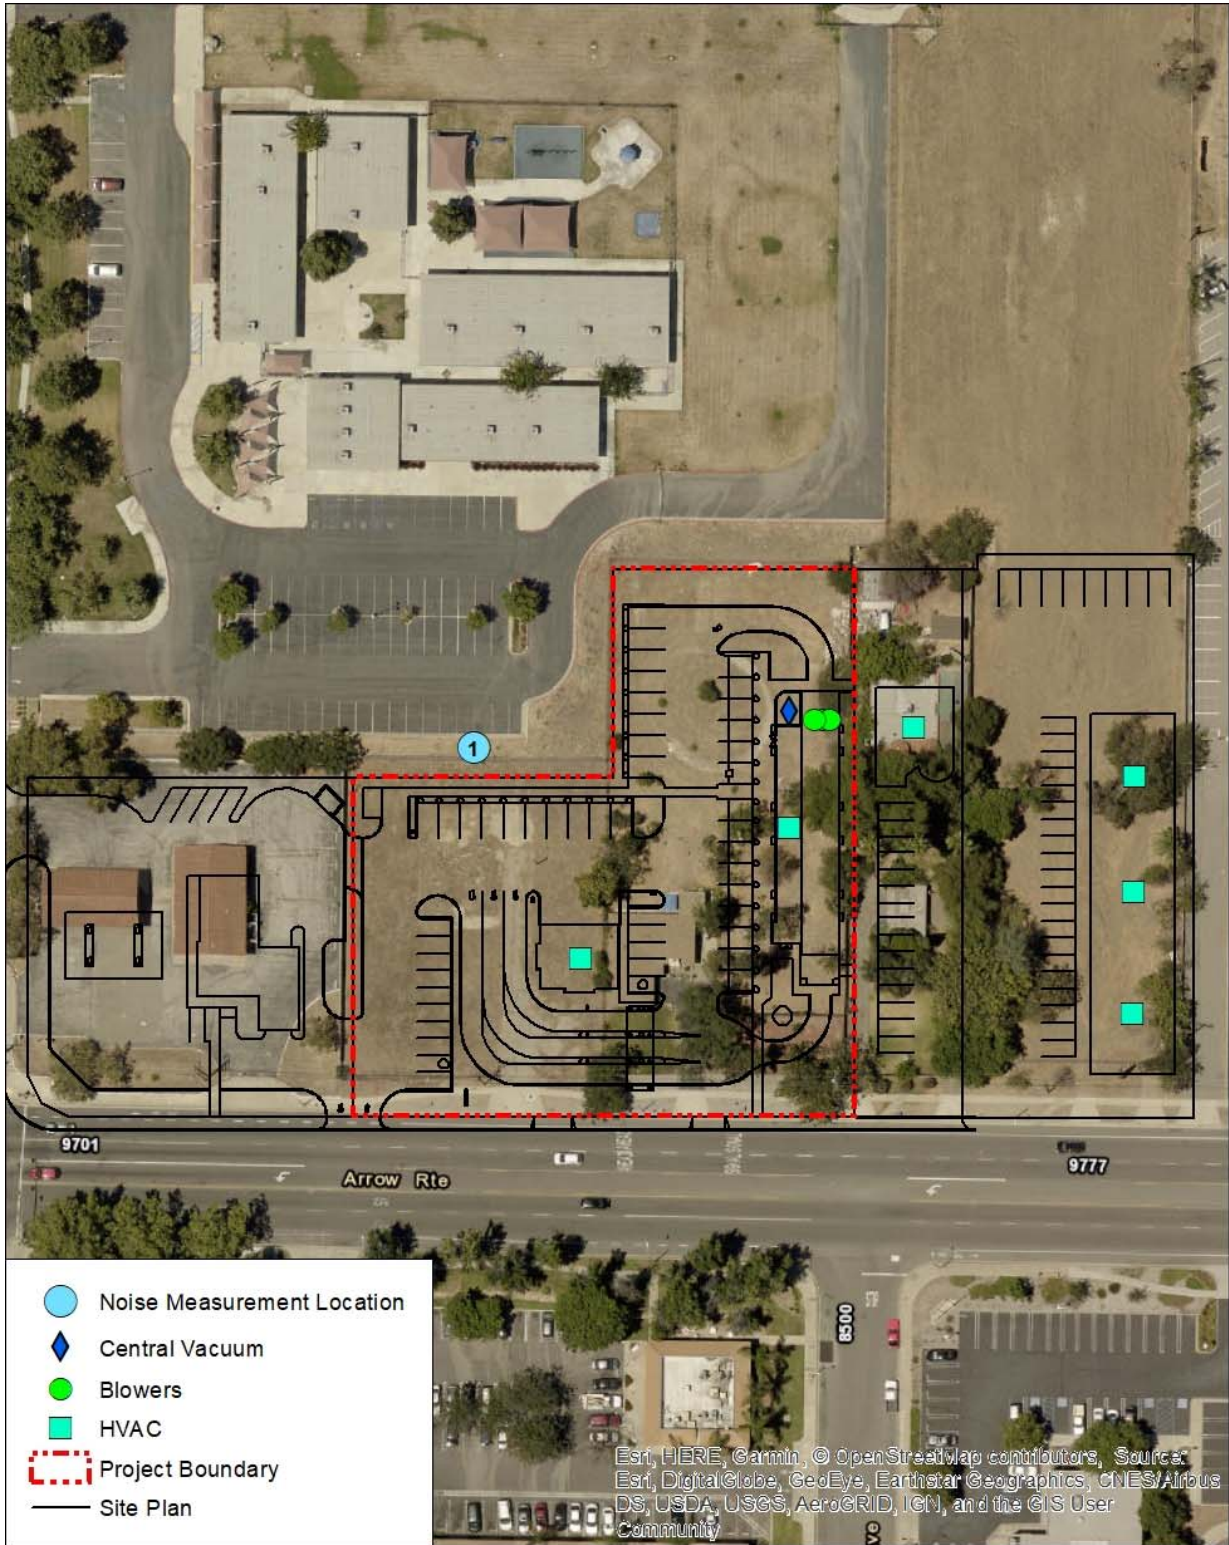 1
9701
Arrow Rte
9777
8500
Ave
Noise Measurement Location
Central Vacuum
Blowers
HVAC
Project Boundary
Site Plan
Esri, HERE, Garmin, © OpenStreetMap contributors, Source:
Esri, DigitalGlobe, GeoEye, Earthstar Geographics, CNES/Airbus
DS, USDA, USGS, AeroGRID, IGN, and the GIS User
Community